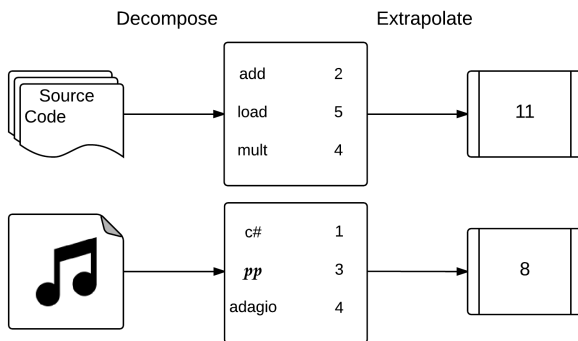 Decompose Extrapolate
Source
Code
add 2
load 5
mult 4
11
c# 1
pp 3
adagio 4
8